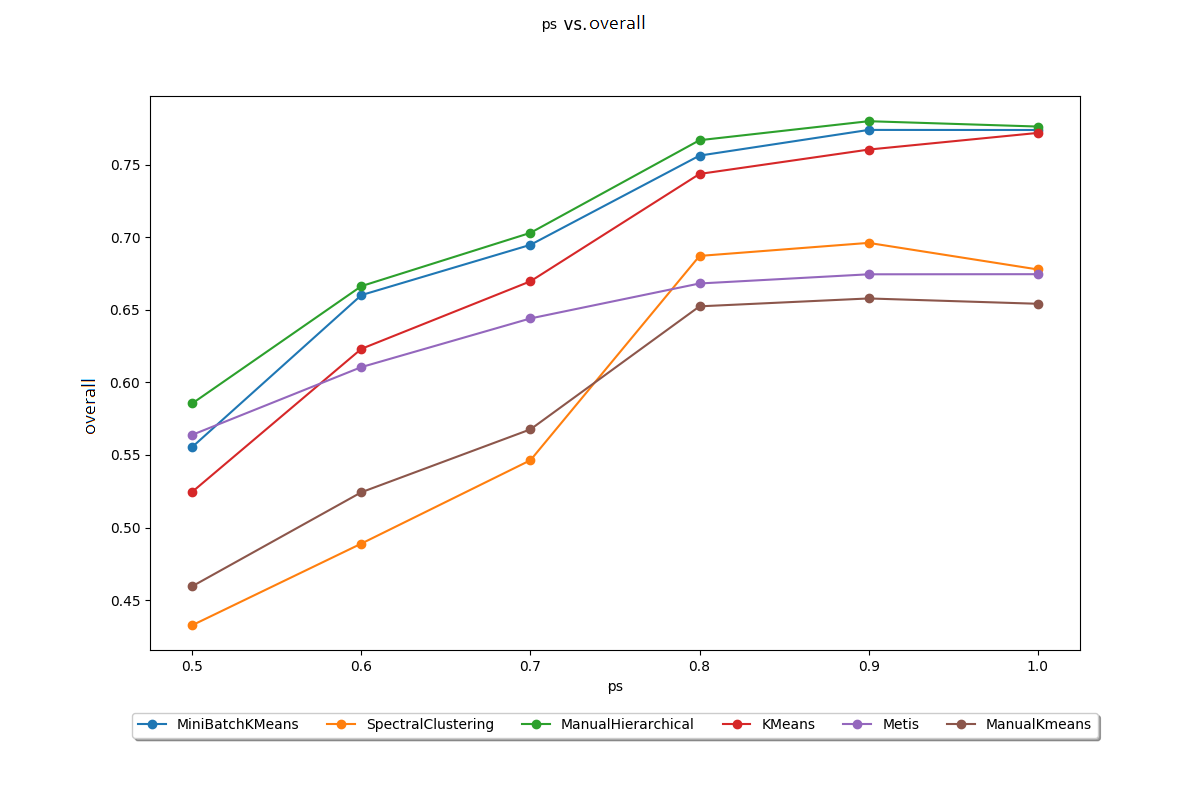 ps vs. overall
0.75
0.70
0.65
0.60
0.55
0.50
0.45
overall
0.5 0.6 0.7 0.8 0.9 1.0
ps
MiniBatchKMeans SpectralClustering ManualHierarchical KMeans Metis ManualKmeans